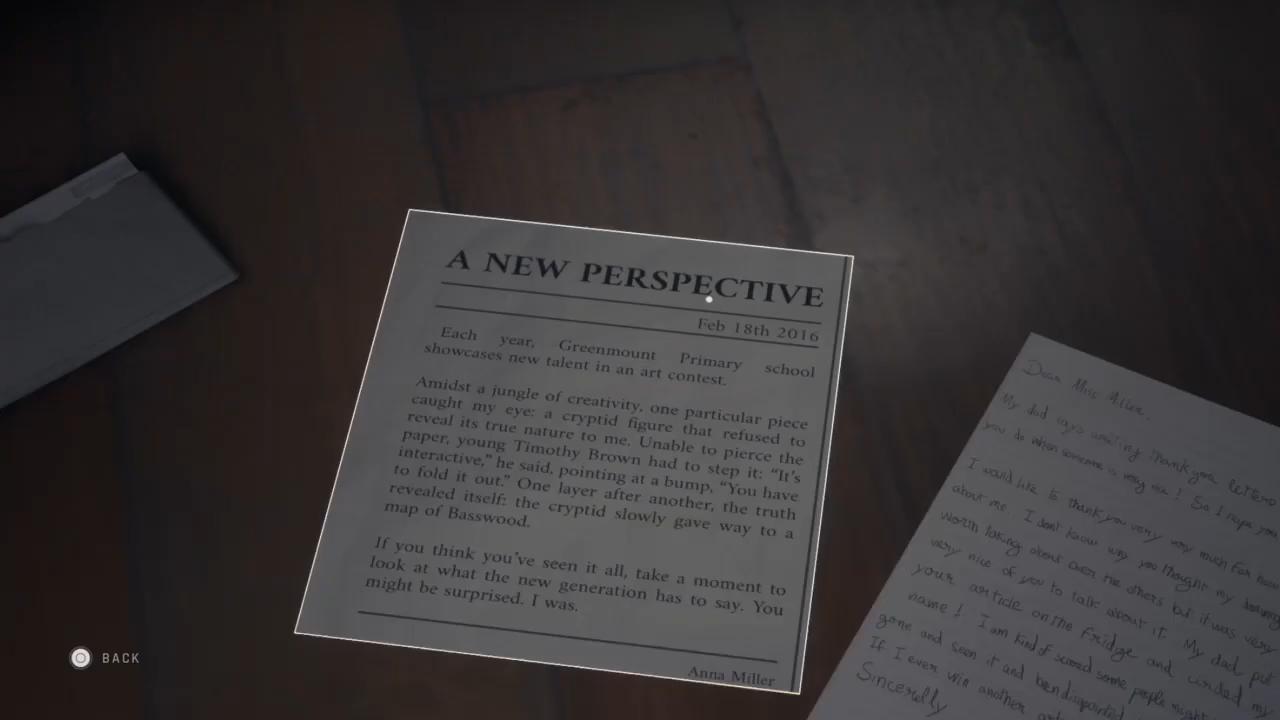 A NEW PERSPECTIVE
Feb 18th 2016
Each year, Greenmount Primary school
showcases new talent in an art contest.
Amidst a jungle of creativity, one particular piece
caught my eye: a cryptid figure that refused to
reveal its true nature to me. Unable to pierce the
paper, young Timothy Brown had to step it: “It’s
interactive,” he said, pointing at a bump, “You have
to fold it out.” One layer after another, the truth
revealed itself: the cryptid slowly gave way to a
map of Basswood.
If you think you’ve seen it all, take a moment to
look at what the new generation has to say. You
might be surprised. I was.
Anna Miller
Dear Miss Miller,
My dad says writing thank you letters
you do when someone is
I would like to thank you very very much for
about me. I don't know why you thought my drawing
worth talking about over the others but it was very
very nice of you to talk about it. My dad put
your article on the fridge and circled my
name! I am kind of scared some people might
gone and seen it and be disappointed
If I ever win another
Sincerelly
BACK